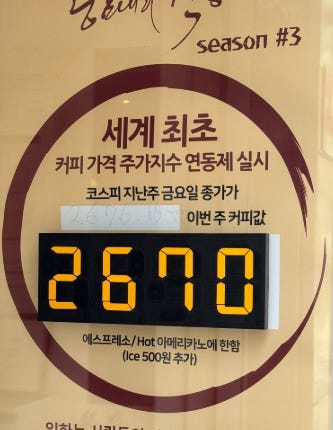 season #3
세계 최초
커피 가격 주가지수 연동제 실시
코스피 지난주 금요일 종가가
이번 주 커피값
2670
에스프레소/Hot 아메리카노에 한함
(Ice 500원 추가)